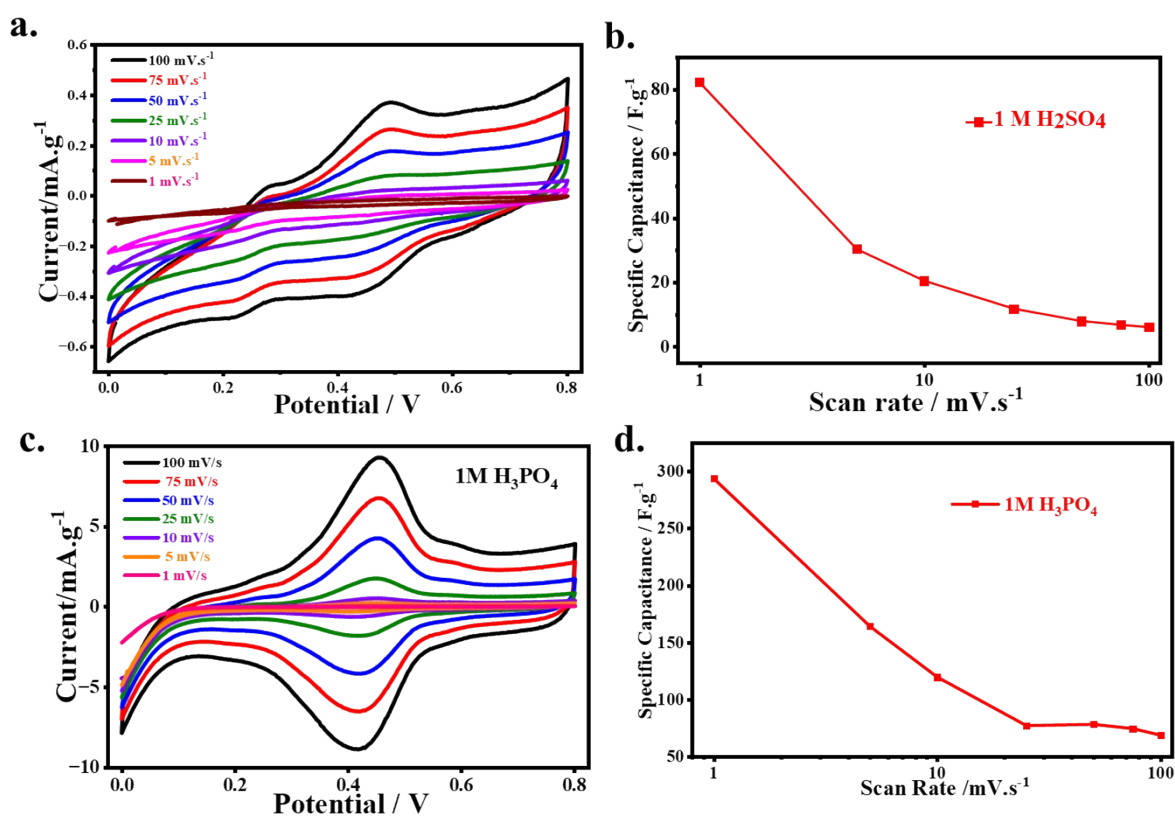 a.
0.6
0.4
0.2
0.0
−0.2
−0.4
−0.6
Current/mA.g⁻¹
100 mV.s⁻¹
75 mV.s⁻¹
50 mV.s⁻¹
25 mV.s⁻¹
10 mV.s⁻¹
5 mV.s⁻¹
1 mV.s⁻¹
0.0 0.2 0.4 0.6 0.8
Potential / V
b.
80
60
40
20
0
Specific Capacitance / F.g⁻¹
1 M H2SO4
1 10 100
Scan rate / mV.s⁻¹
c.
10
5
0
−5
−10
Current/mA.g⁻¹
100 mV/s
75 mV/s
50 mV/s
25 mV/s
10 mV/s
5 mV/s
1 mV/s
1M H₃PO₄
0.0 0.2 0.4 0.6 0.8
Potential / V
d.
300
250
200
150
100
50
Specific Capacitance / F.g⁻¹
1M H₃PO₄
1 10 100
Scan Rate /mV.s⁻¹